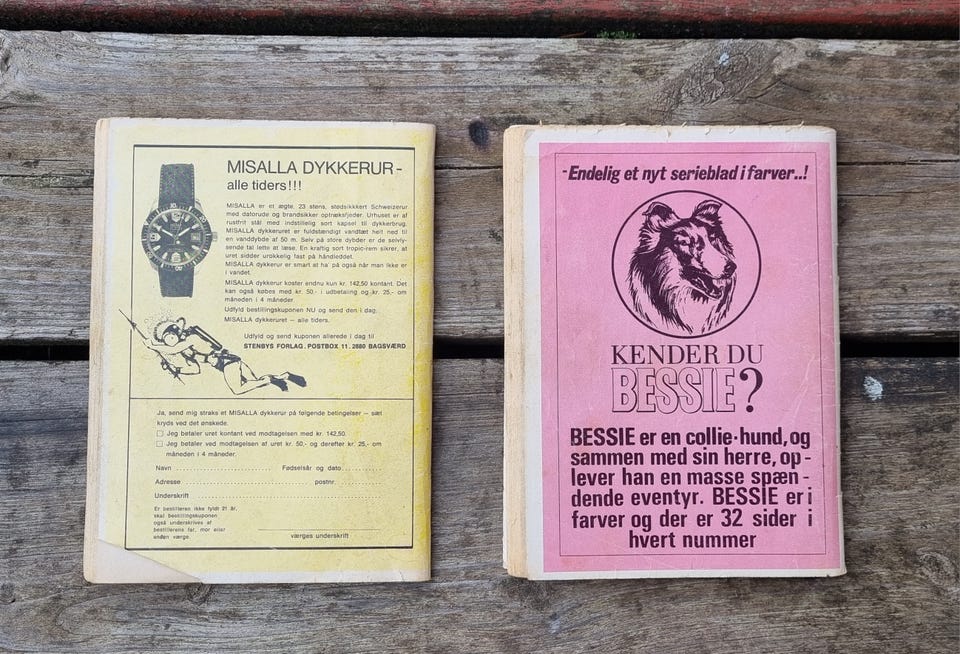 MISALLA DYKKERUR -
alle tiders!!!
MISALLA er et ægte, 23 stens, stødsikkkert Schweizerur
med datorude og brandsikker optræksfjeder. Urhuset er af
rustfrit stål med indstillelig sort kapsel til dykkerbrug.
MISALLA dykkeruret er fuldstændigt vandtæt helt ned til
en vanddybde af 50 m. Selv på store dybder er de selvly-
sende tal lette at læse. En kraftig sort tropic-rem sikrer, at
uret sidder urokkelig fast på håndleddet.
MISALLA dykkerur er smart at ha' på også når man ikke er
i vandet.
MISALLA dykkerur koster endnu kun kr. 142,50 kontant. Det
kan også købes med kr. 50,- i udbetaling og kr. 25,- om
måneden i 4 måneder
Udfyld bestillingskuponen NU og send den i dag.
MISALLA dykkeruret – alle tiders.
Udfyld og send kuponen allerede i dag til
STENBYS FORLAG. POSTBOX 11. 2880 BAGSVÆRD
Ja, send mig straks et MISALLA dykkerur på følgende betingelser – sæt
kryds ved det ønskede.
Jeg betaler uret kontant ved modtagelsen med kr. 142,50.
Jeg betaler ved modtagelsen af uret kr. 50,- og derefter kr. 25,- om
måneden i 4 måneder.
Navn Fødselsår og dato
Adresse postnr.
Underskrift
Er bestilleren ikke fyldt 21 år,
skal bestillingskuponen
også underskrives af
bestillerens far, mor eller
anden værge.
værges underskrift
-Endelig et nyt serieblad i farver..!
KENDER DU
BESSIE?
BESSIE er en collie-hund, og
sammen med sin herre, op-
lever han en masse spæn-
dende eventyr. BESSIE er i
farver og der er 32 sider i
hvert nummer